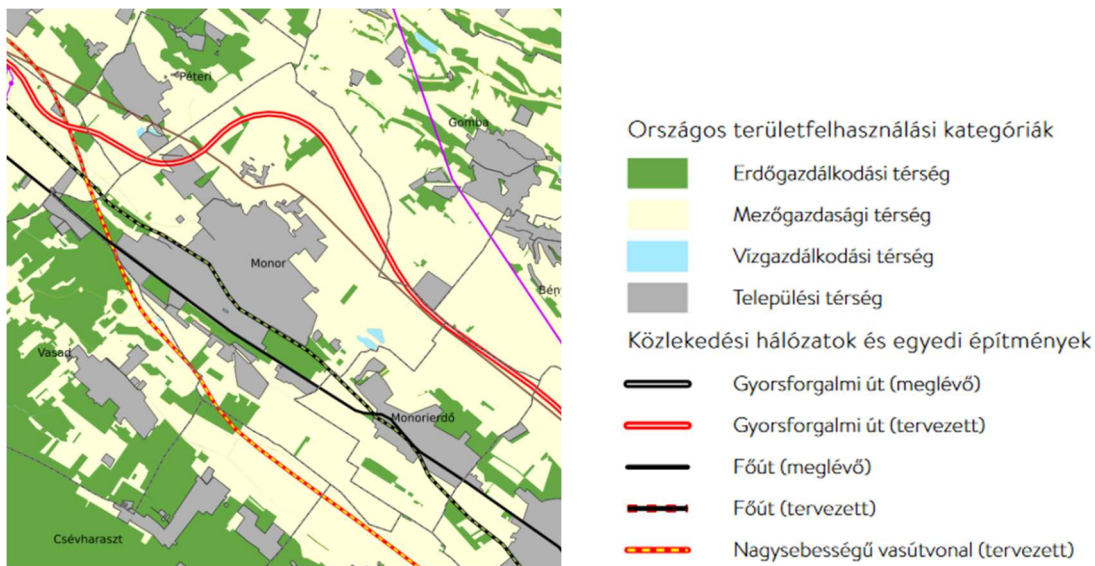 Péteri
Gomba
Monor
Bény
Vasad
Monorierdő
Csévharaszt
Országos területfelhasználási kategóriák
Erdőgazdálkodási térség
Mezőgazdasági térség
Vízgazdálkodási térség
Települési térség
Közlekedési hálózatok és egyedi építmények
Gyorsforgalmi út (meglévő)
Gyorsforgalmi út (tervezett)
Főút (meglévő)
Főút (tervezett)
Nagysebességű vasútvonal (tervezett)